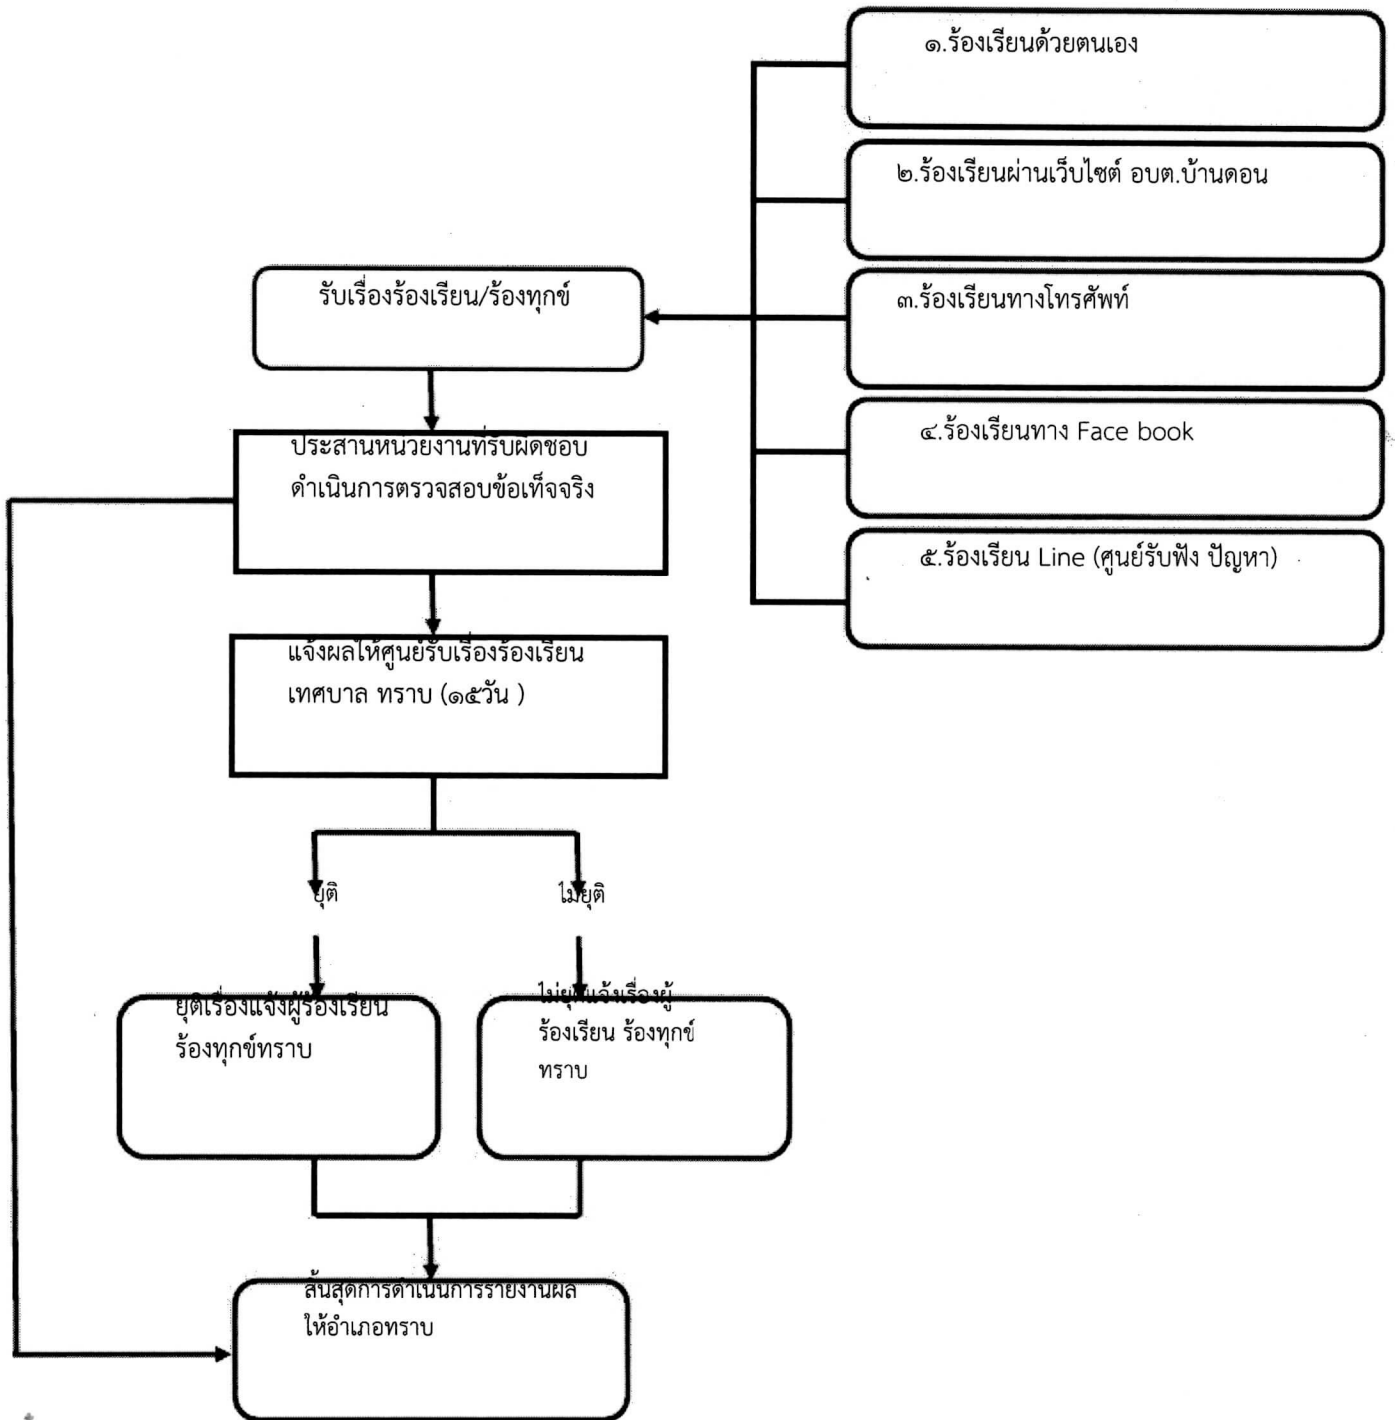 ๑.ร้องเรียนด้วยตนเอง
๒.ร้องเรียนผ่านเว็บไซต์ อบต.บ้านดอน
รับเรื่องร้องเรียน/ร้องทุกข์
๓.ร้องเรียนทางโทรศัพท์
๔.ร้องเรียนทาง Face book
ประสานหน่วยงานที่รับผิดชอบ
ดำเนินการตรวจสอบข้อเท็จจริง
๕.ร้องเรียน Line (ศูนย์รับฟัง ปัญหา)
แจ้งผลให้ศูนย์รับเรื่องร้องเรียน
เทศบาล ทราบ (๑๕วัน )
ยุติ
ไม่ยุติ
ยุติเรื่องแจ้งผู้ร้องเรียน
ร้องทุกข์ทราบ
ไม่ยุติแจ้งเรื่องผู้
ร้องเรียน ร้องทุกข์
ทราบ
สิ้นสุดการดำเนินการรายงานผล
ให้อำเภอทราบ